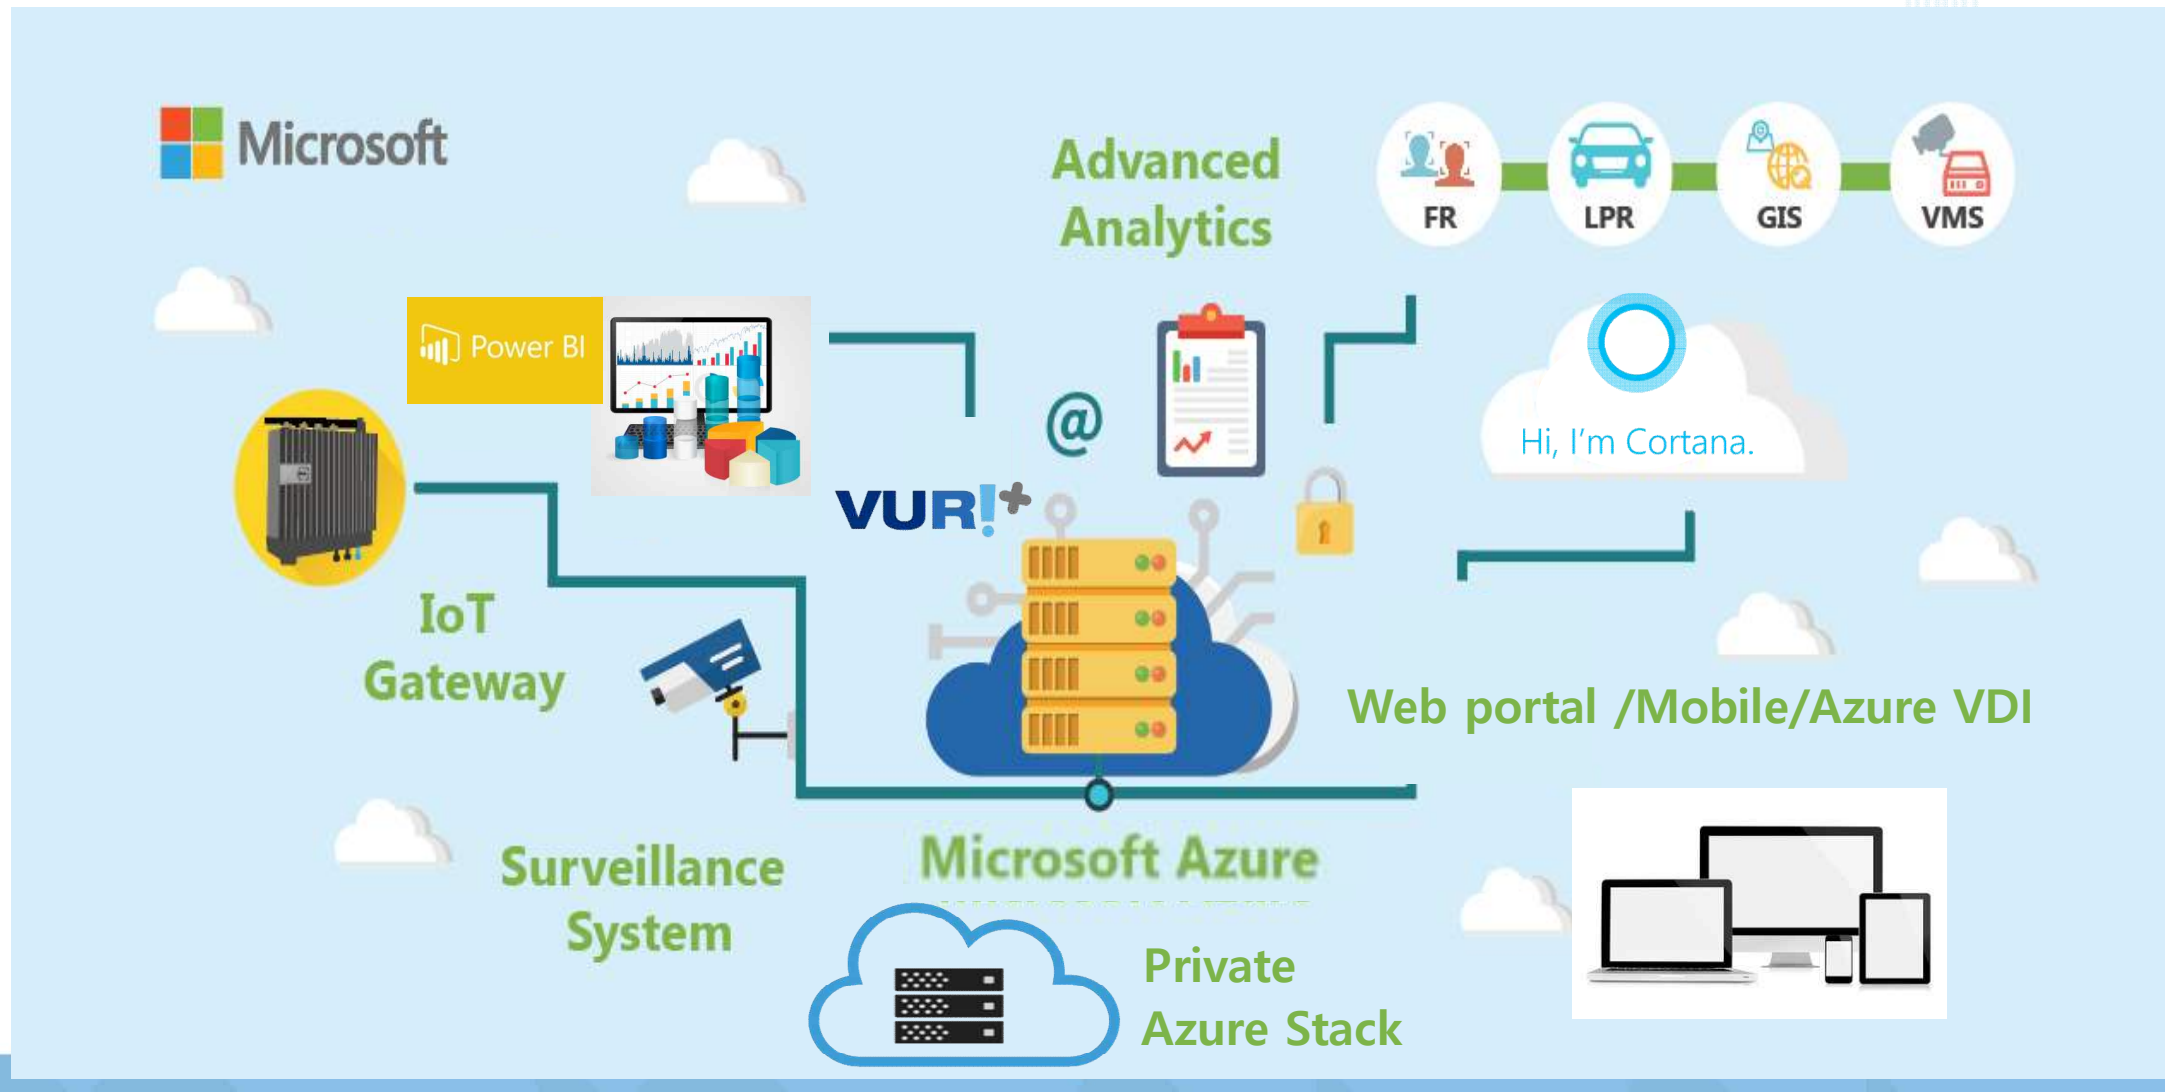 Microsoft
Advanced
Analytics
FR
LPR
GIS
VMS
Power BI
@
Hi, I'm Cortana.
VUR!+
IoT
Gateway
Web portal /Mobile/Azure VDI
Surveillance
System
Microsoft Azure
Private
Azure Stack